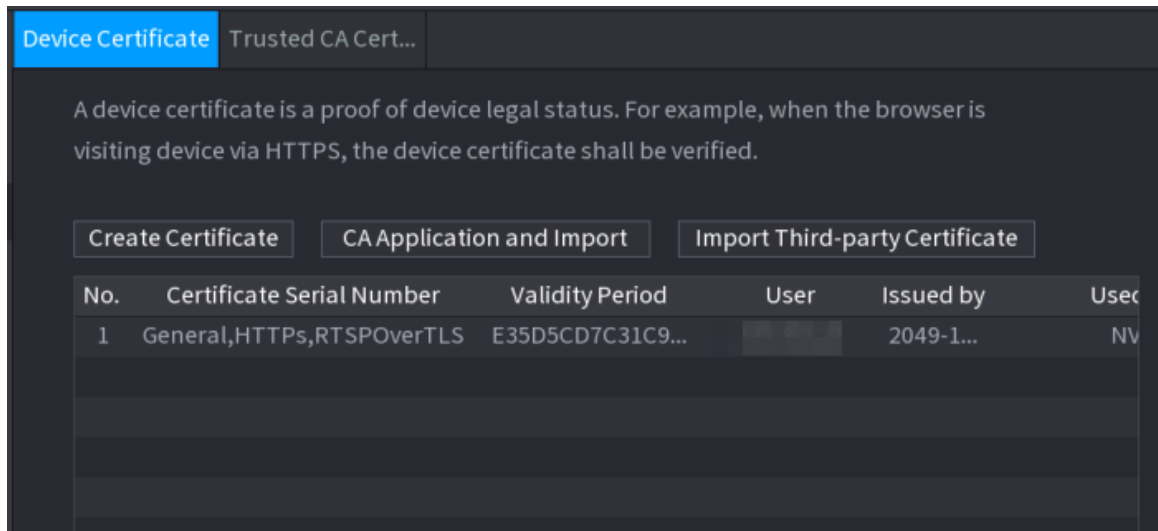 Device Certificate Trusted CA Cert...
A device certificate is a proof of device legal status. For example, when the browser is
visiting device via HTTPS, the device certificate shall be verified.
Create Certificate CA Application and Import Import Third-party Certificate
No. Certificate Serial Number Validity Period User Issued by
1 General,HTTPs,RTSPOverTLS E35D5CD7C31C9... 2049-1... NV